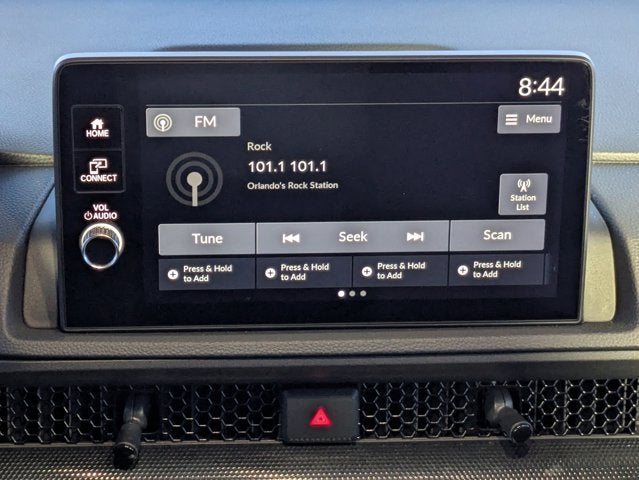 8:44
HOME
FM
Menu
Rock
101.1 101.1
Orlando's Rock Station
CONNECT
Station
List
VOL
AUDIO
Tune
Seek
Scan
Press & Hold
to Add
Press & Hold
to Add
Press & Hold
to Add
Press & Hold
to Add